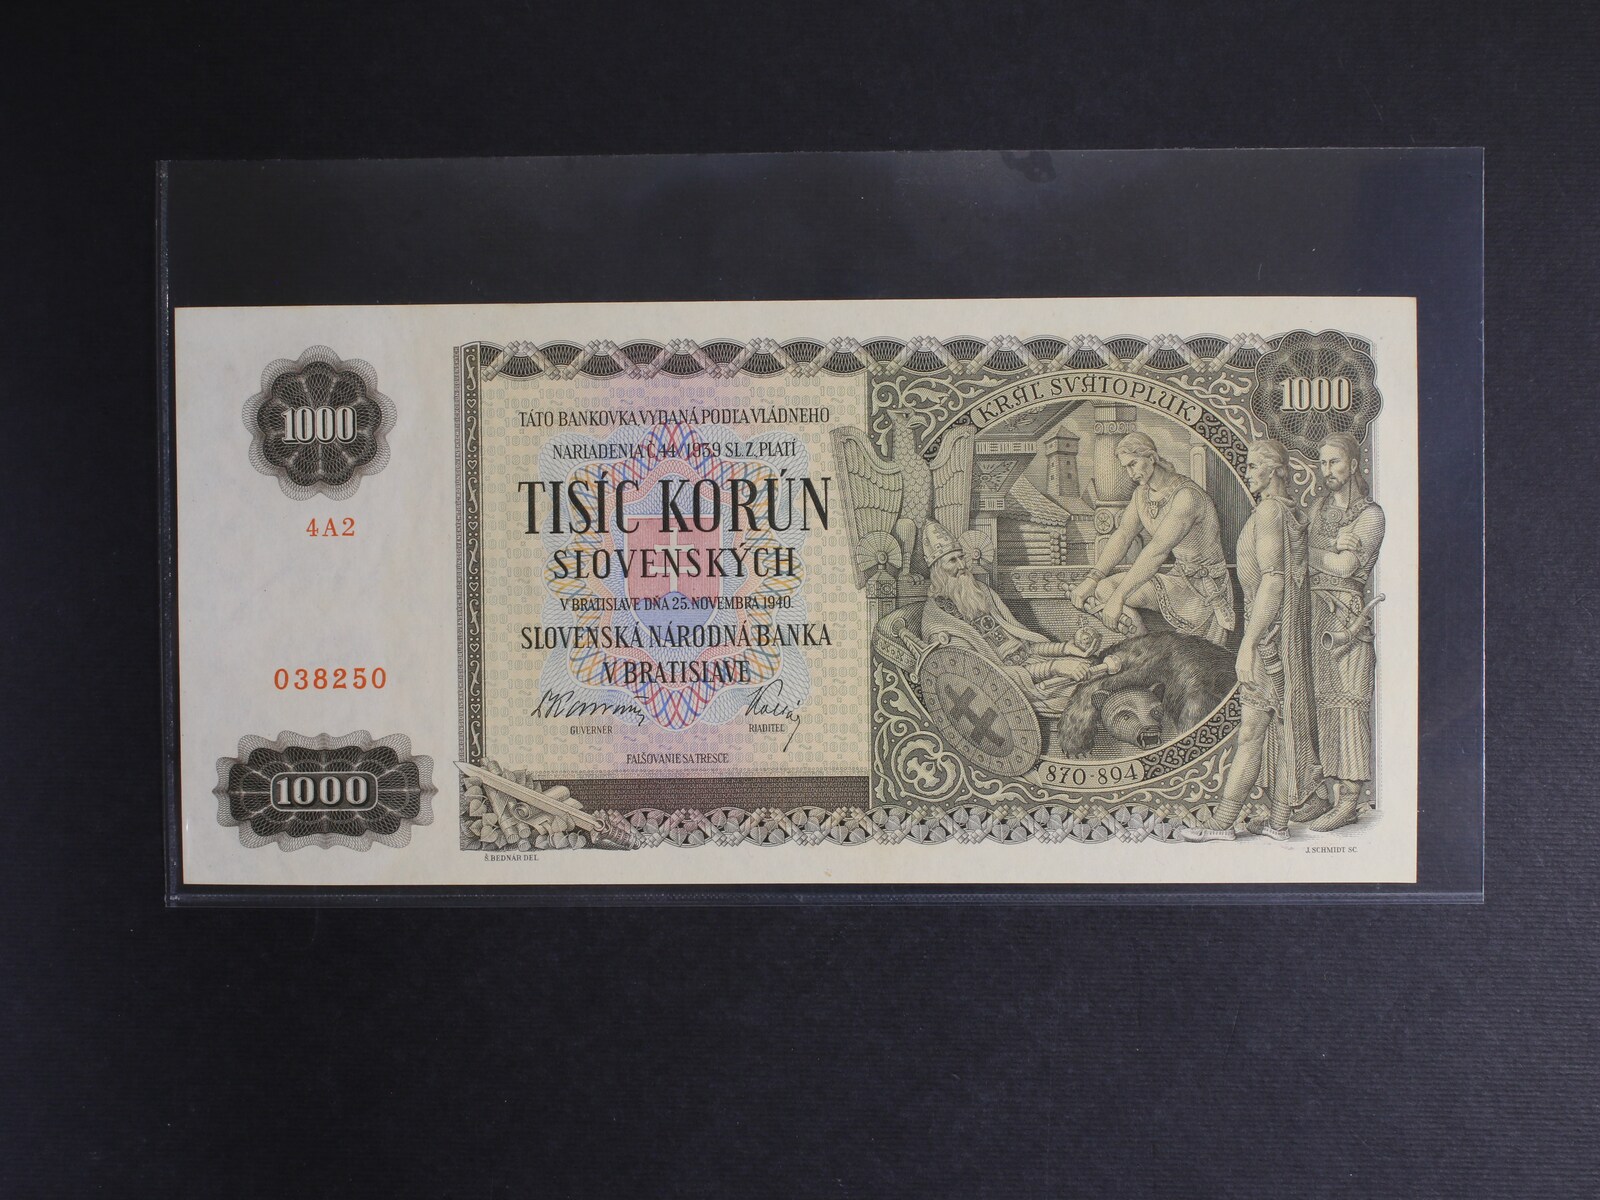 1000
4A2
038250
1000
TÁTO BANKOVKA, VYDANÁ PODĽA VLÁDNEHO
NARIADENIA Č. 44/1939 SL. Z. PLATÍ
TISÍC KORÚN
SLOVENSKÝCH
V BRATISLAVE DŇA 25. NOVEMBRA 1940.
SLOVENSKÁ NÁRODNÁ BANKA
V BRATISLAVE
GUVERNER
RIADITEĽ
FALŠOVANIE SA TRESCE
Š. BEDNÁR DEL.
KRÁĽ SVÄTOPLUK
1000
870-894
J. SCHMIDT SC.